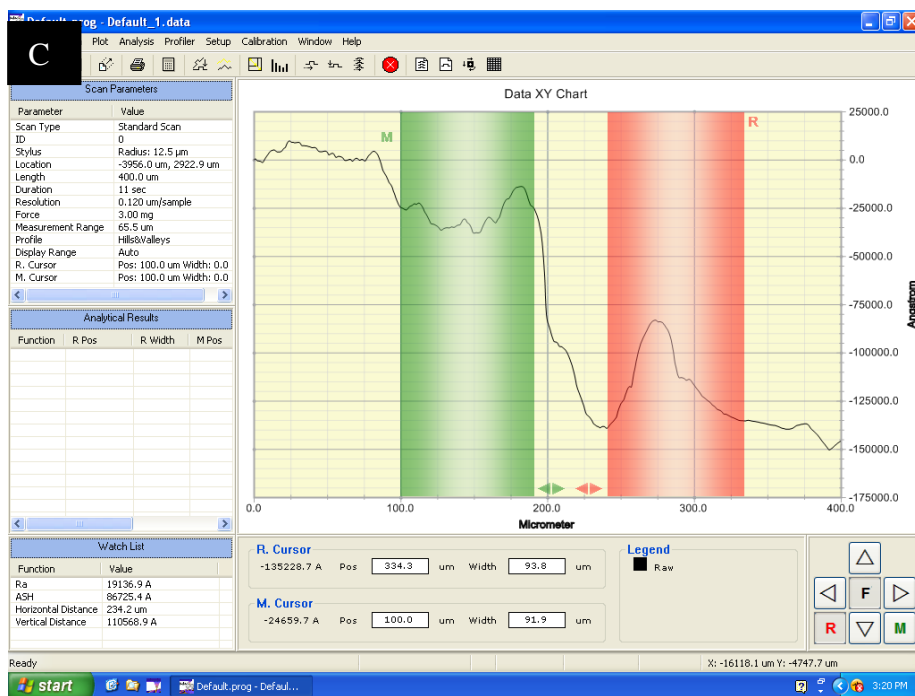 Default.prog - Default_1.data
C
Plot Analysis Profiler Setup Calibration Window Help
Scan Parameters
Parameter Value
Scan Type Standard Scan
ID 0
Stylus Radius: 12.5 µm
Location -3956.0 um, 2922.9 um
Length 400.0 um
Duration 11 sec
Resolution 0.120 um/sample
Force 3.00 mg
Measurement Range 65.5 um
Profile Hills&Valleys
Display Range Auto
R. Cursor Pos: 100.0 um Width: 0.0
M. Cursor Pos: 100.0 um Width: 0.0
Analytical Results
Function R Pos R Width M Pos
Watch List
Function Value
Ra 19136.9 A
ASH 86725.4 A
Horizontal Distance 234.2 um
Vertical Distance 110568.9 A
Data XY Chart
M
R
25000.0
0.0
-25000.0
-50000.0
-75000.0
-100000.0
-125000.0
-150000.0
-175000.0
Angstrom
0.0 100.0 200.0 300.0 400.0
Micrometer
R. Cursor
-135228.7 A Pos 334.3 um Width 93.8 um
M. Cursor
-24659.7 A Pos 100.0 um Width 91.9 um
Legend
Raw
F
R
M
Ready
X: -16118.1 um Y: -4747.7 um
start
Default.prog - Defaul...
3:20 PM